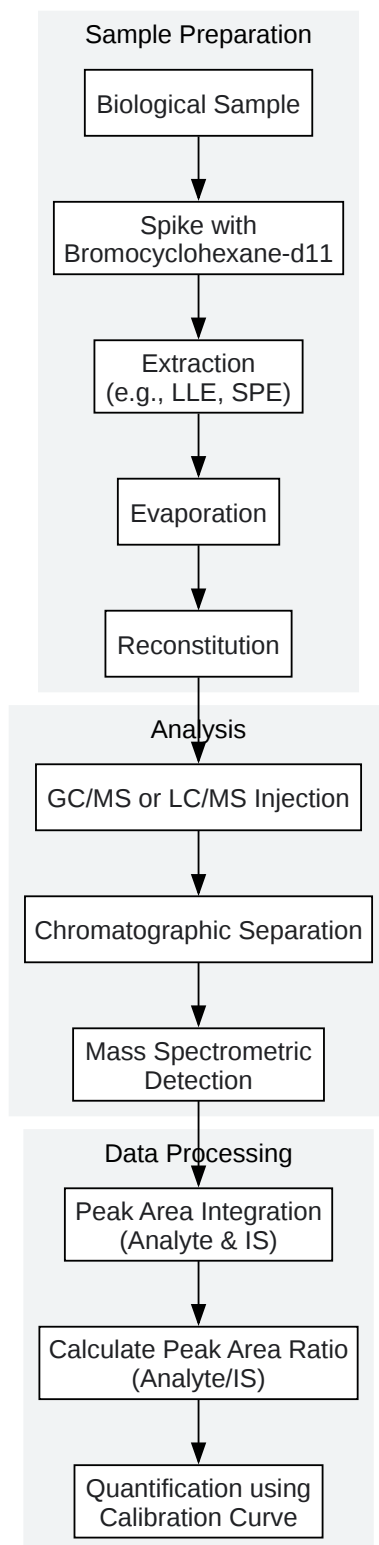 Sample Preparation
Biological Sample
Spike with
Bromocyclohexane-d11
Extraction
(e.g., LLE, SPE)
Evaporation
Reconstitution
Analysis
GC/MS or LC/MS Injection
Chromatographic Separation
Mass Spectrometric
Detection
Data Processing
Peak Area Integration
(Analyte & IS)
Calculate Peak Area Ratio
(Analyte/IS)
Quantification using
Calibration Curve